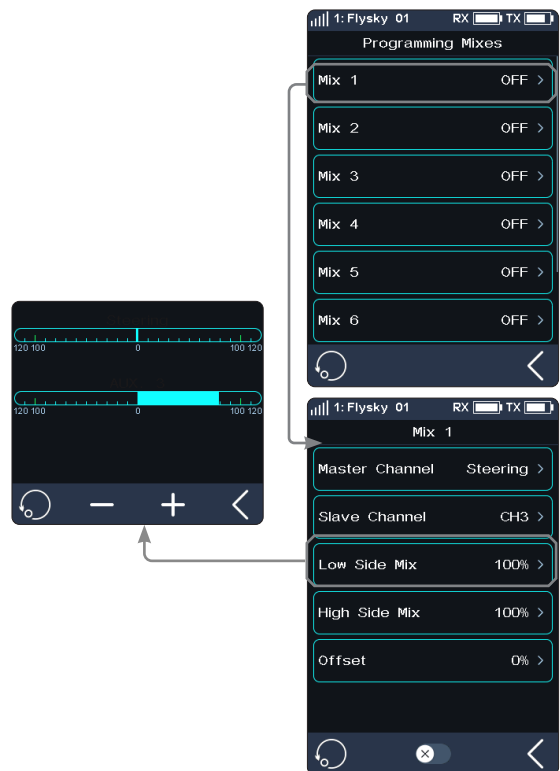 1: Flysky 01 RX TX
Programming Mixes
Mix 1 OFF >
Mix 2 OFF >
Mix 3 OFF >
Mix 4 OFF >
Mix 5 OFF >
Mix 6 OFF >
Steering
120 100 0 100 120
120 100 0 100 120
1: Flysky 01 RX TX
Mix 1
Master Channel Steering >
Slave Channel CH3 >
Low Side Mix 100% >
High Side Mix 100% >
Offset 0% >